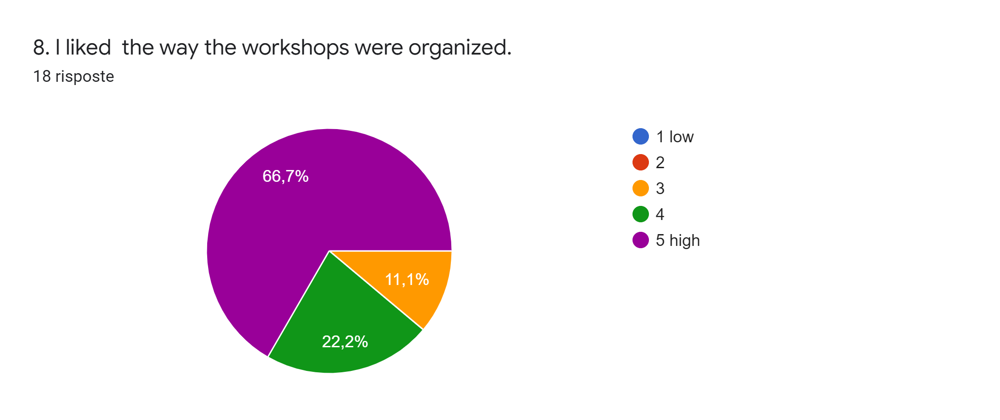 8. I liked  the way the workshops were organized.
18 risposte
66,7%
11,1%
22,2%
1 low
2
3
4
5 high